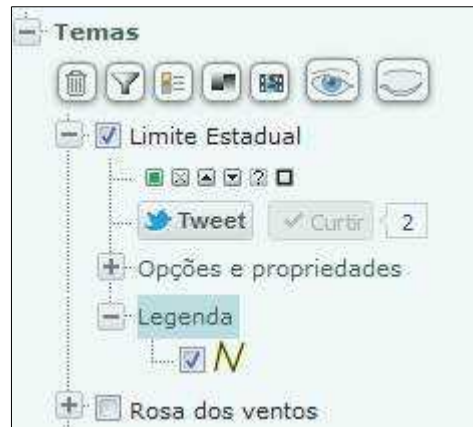 Temas
Limite Estadual
?
Tweet Curtir 2
Opções e propriedades
Legenda
Rosa dos ventos